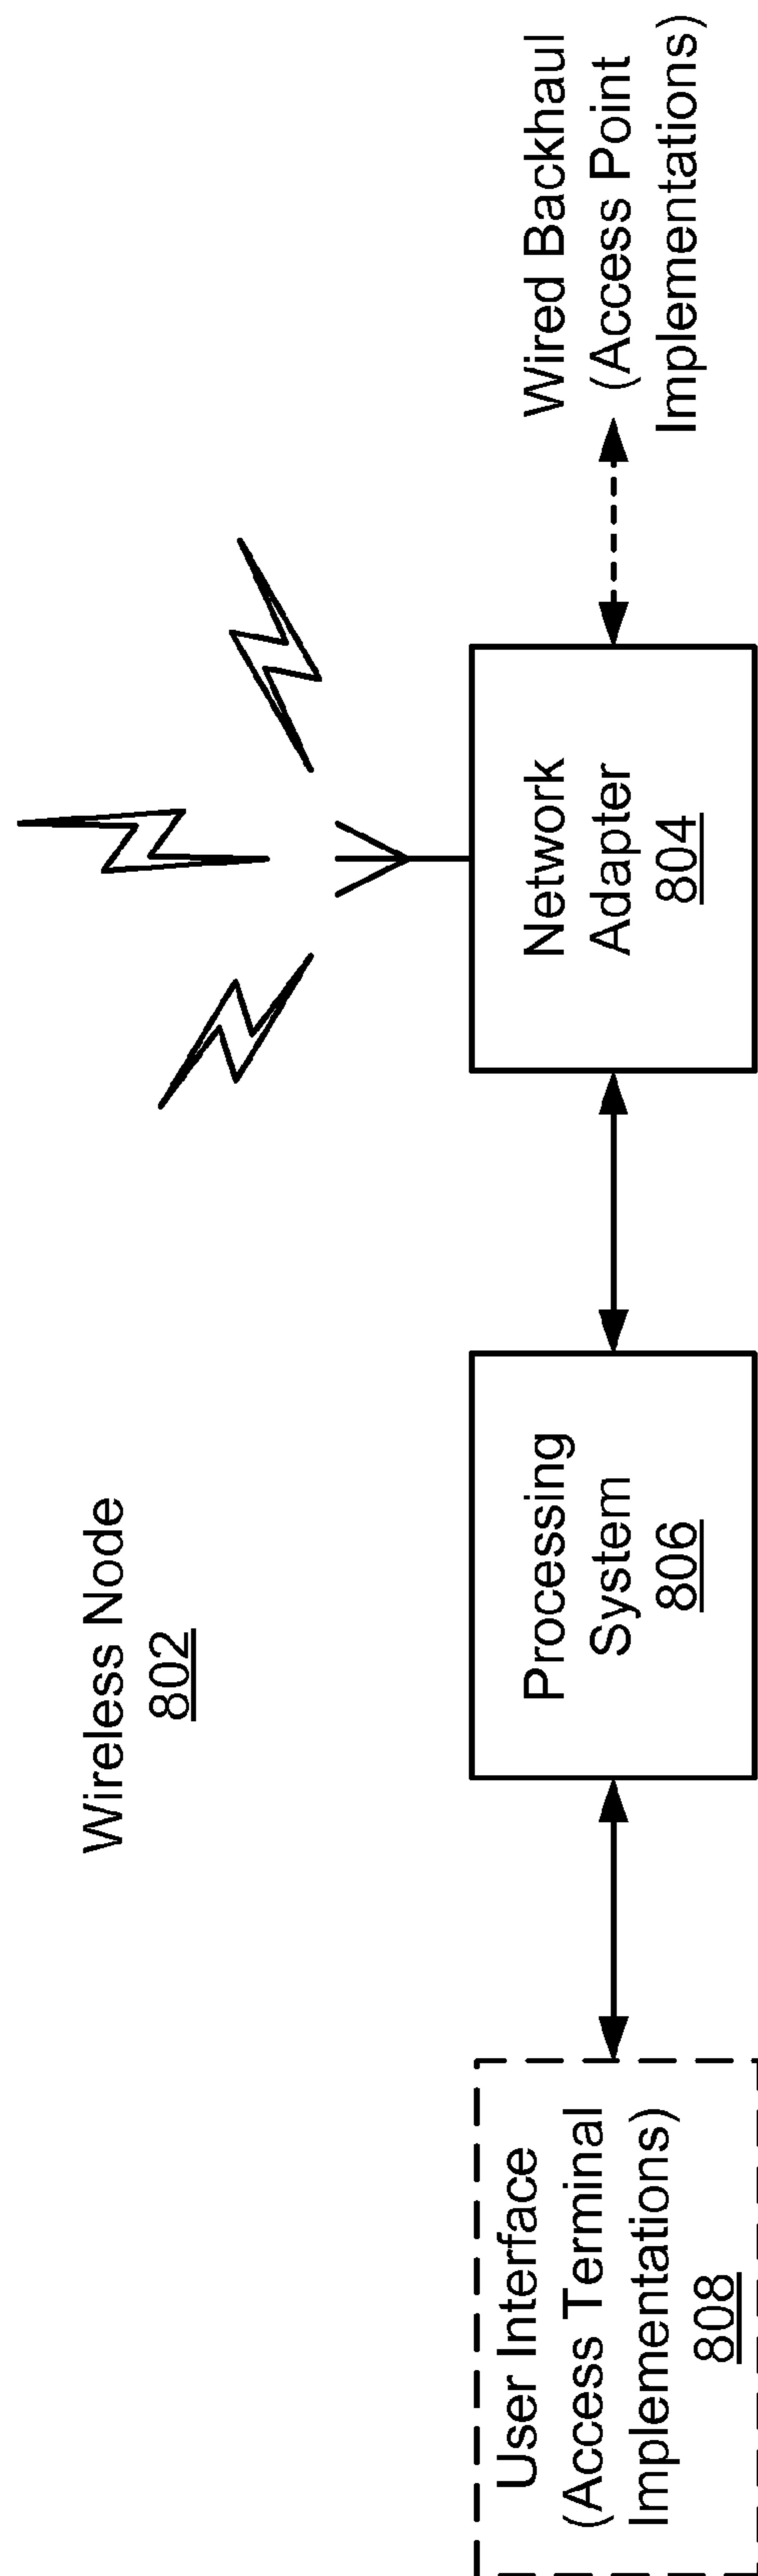 Wireless Node
802
User Interface
(Access Terminal
Implementations)
808
Processing
System
806
Network
Adapter
804
Wired Backhaul
(Access Point
Implementations)